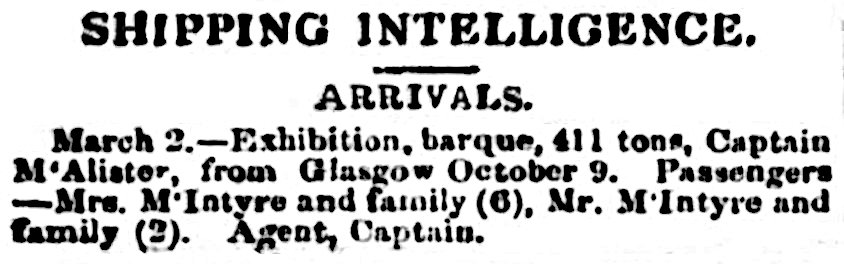 SHIPPING INTELLIGENCE.
ARRIVALS.
March 2.—Exhibition, barque, 411 tons, Captain
M'Alister, from Glasgow October 9. Passengers
—Mrs. M'Intyre and family (6), Mr. M'Intyre and
family (2). Agent, Captain.